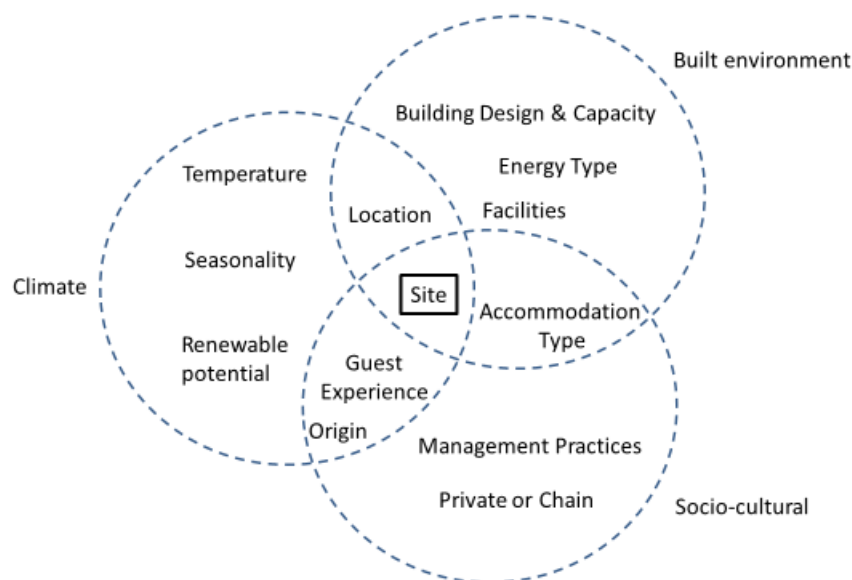 Built environment
Building Design & Capacity
Energy Type
Temperature
Location
Facilities
Seasonality
Climate
Site
Accommodation
Type
Renewable
potential
Guest
Experience
Origin
Management Practices
Private or Chain
Socio-cultural